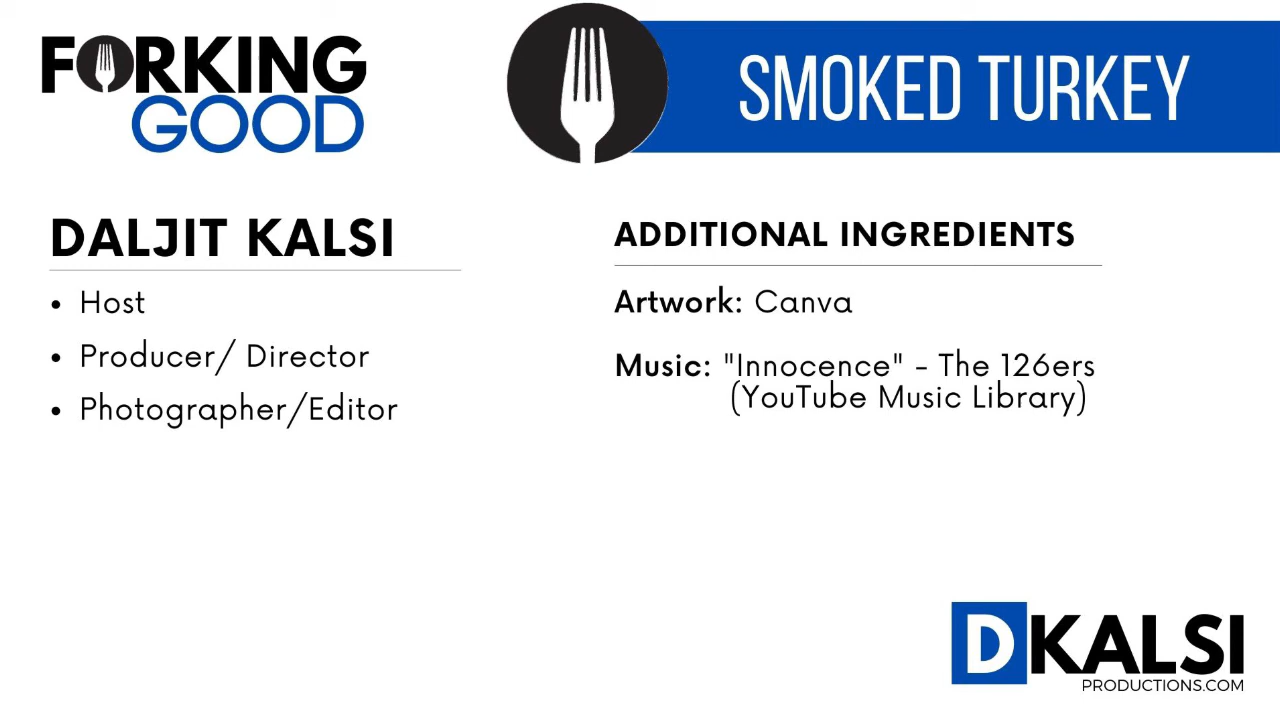 FORKING
GOOD
SMOKED TURKEY
DALJIT KALSI
• Host
• Producer/ Director
• Photographer/Editor
ADDITIONAL INGREDIENTS
Artwork: Canva
Music: "Innocence" - The 126ers
(YouTube Music Library)
DKALSI
PRODUCTIONS.COM